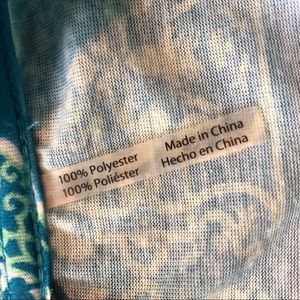 100% Polyester
100% Poliéster
Made in China
Hecho en China